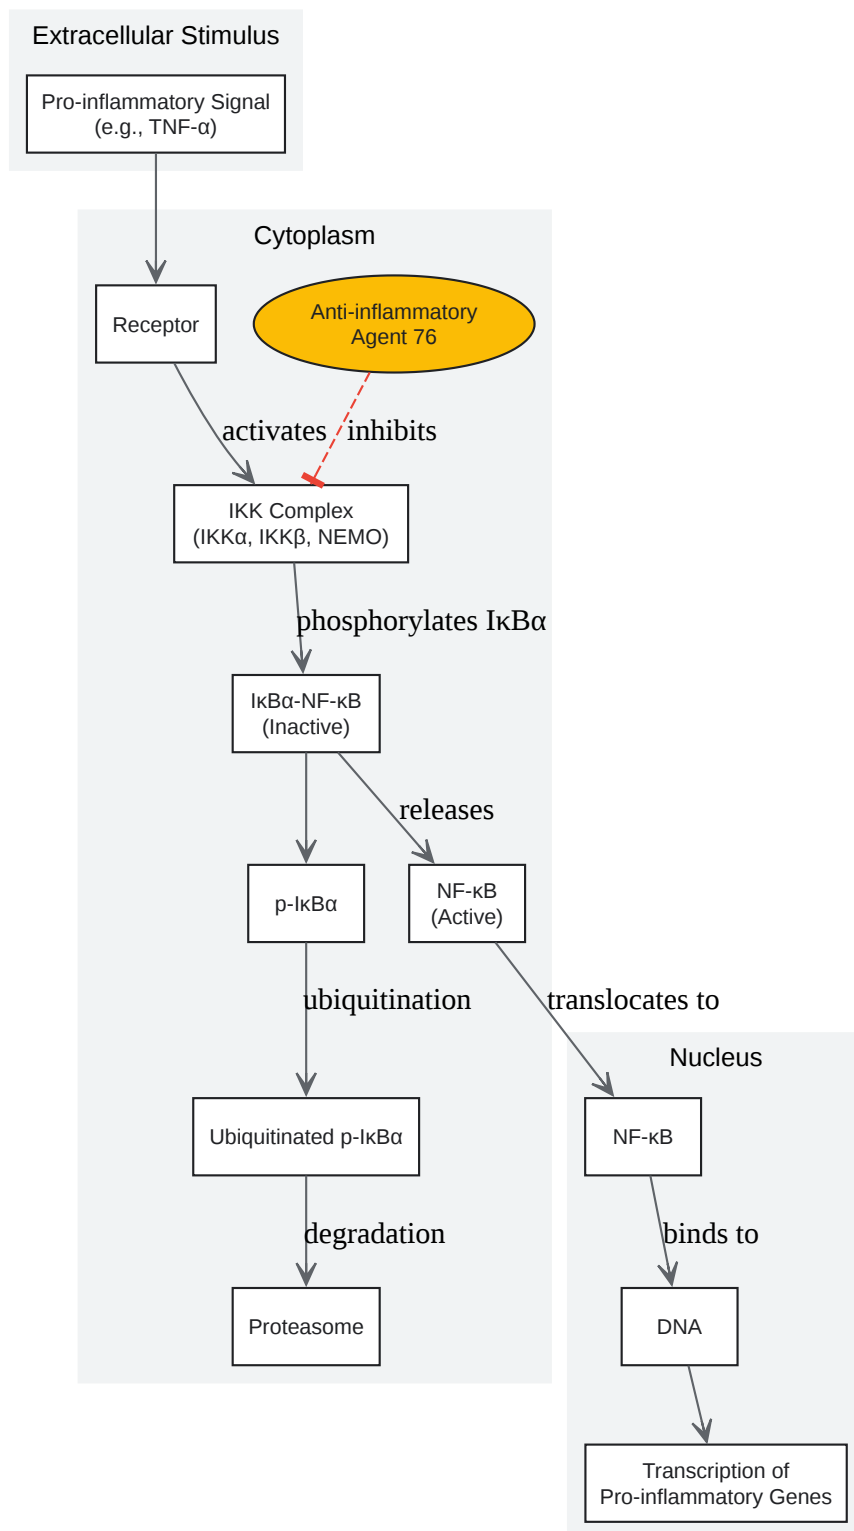 Extracellular Stimulus
Pro-inflammatory Signal
(e.g., TNF-α)
Cytoplasm
Receptor
Anti-inflammatory
Agent 76
activates
inhibits
IKK Complex
(IKKα, IKKβ, NEMO)
phosphorylates IκBα
IκBα-NF-κB
(Inactive)
releases
p-IκBα
NF-κB
(Active)
ubiquitination
translocates to
Nucleus
Ubiquitinated p-IκBα
NF-κB
degradation
binds to
Proteasome
DNA
Transcription of
Pro-inflammatory Genes